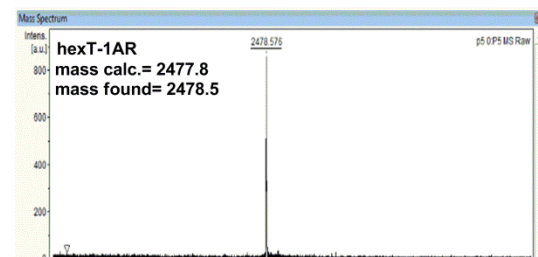 Mass Spectrum
Intens.
[a.u.]
2478.576
p5 0:P5 MS Raw
hexT-1AR
mass calc.= 2477.8
mass found= 2478.5
800
600
400
200
0